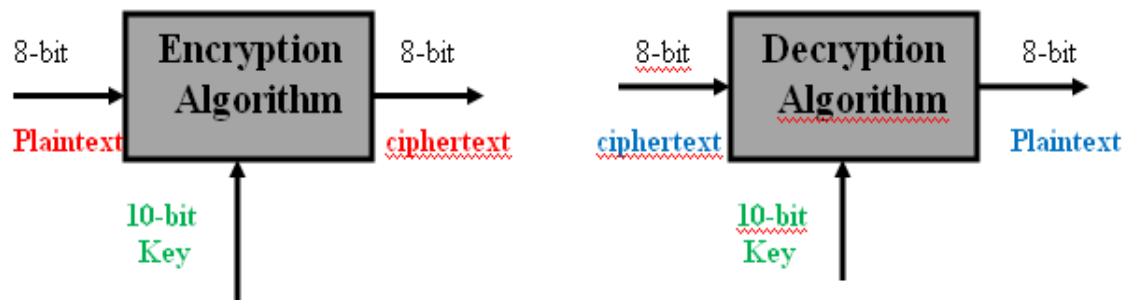 8-bit
Encryption
Algorithm
8-bit
Plaintext
ciphertext
10-bit
Key
8-bit
Decryption
Algorithm
8-bit
ciphertext
Plaintext
10-bit
Key